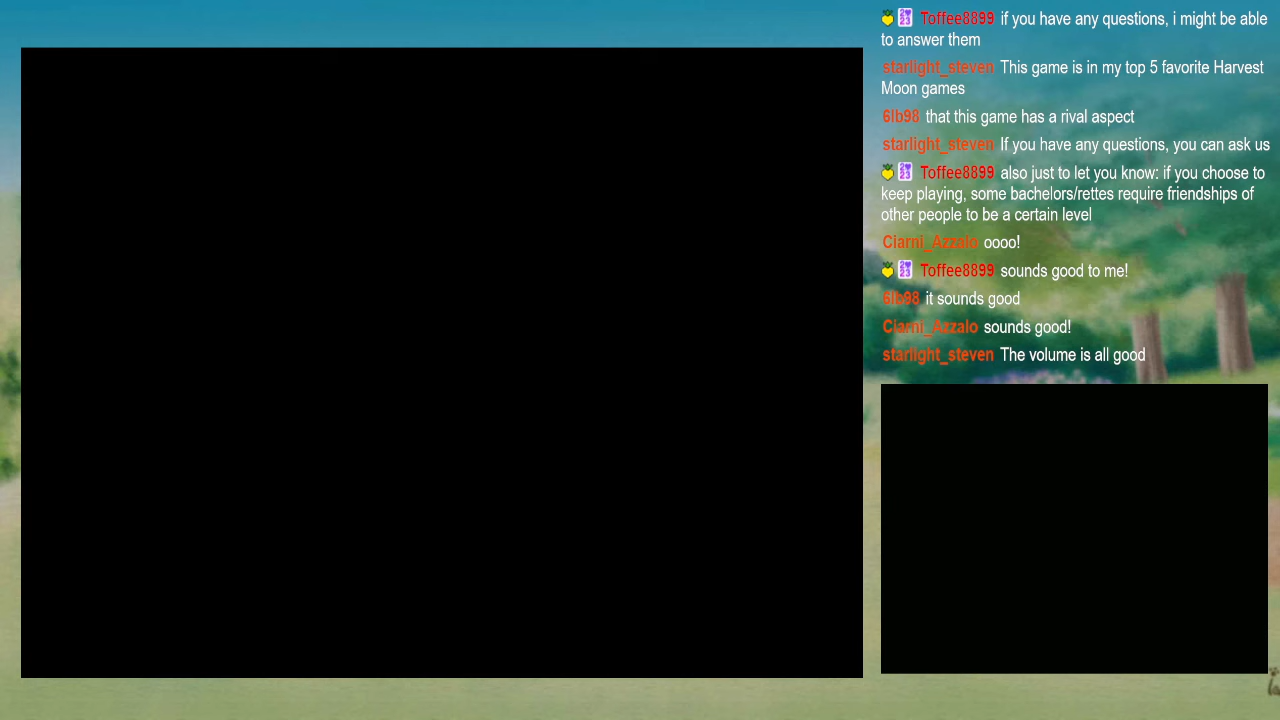 Toffee8899 if you have any questions, i might be able
to answer them
starlight_steven This game is in my top 5 favorite Harvest
Moon games
6lb98 that this game has a rival aspect
starlight_steven If you have any questions, you can ask us
Toffee8899 also just to let you know: if you choose to
keep playing, some bachelors/rettes require friendships of
other people to be a certain level
Ciarni_Azzalo oooo!
Toffee8899 sounds good to me!
6lb98 it sounds good
Ciarni_Azzalo sounds good!
starlight_steven The volume is all good